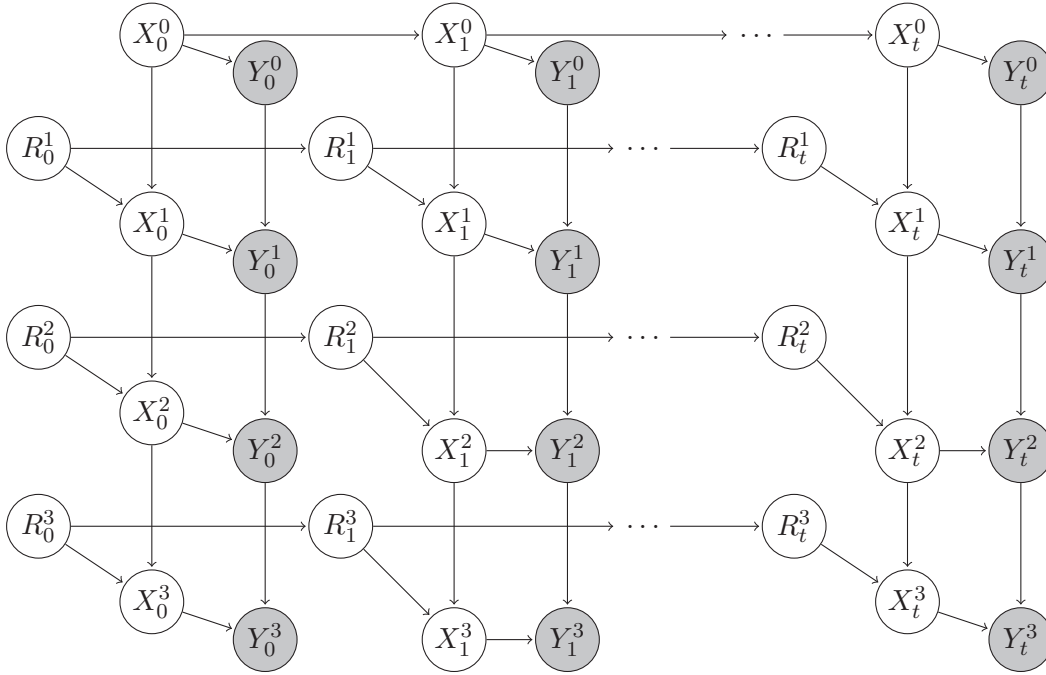 X_0^0 X_1^0 ··· X_t^0
Y_0^0 Y_1^0 Y_t^0
R_0^1 R_1^1 ··· R_t^1
X_0^1 X_1^1 X_t^1
Y_0^1 Y_1^1 Y_t^1
R_0^2 R_1^2 ··· R_t^2
X_0^2
Y_0^2 X_1^2 Y_1^2 X_t^2 Y_t^2
R_0^3 R_1^3 ··· R_t^3
X_0^3 X_t^3
Y_0^3 X_1^3 Y_1^3 Y_t^3